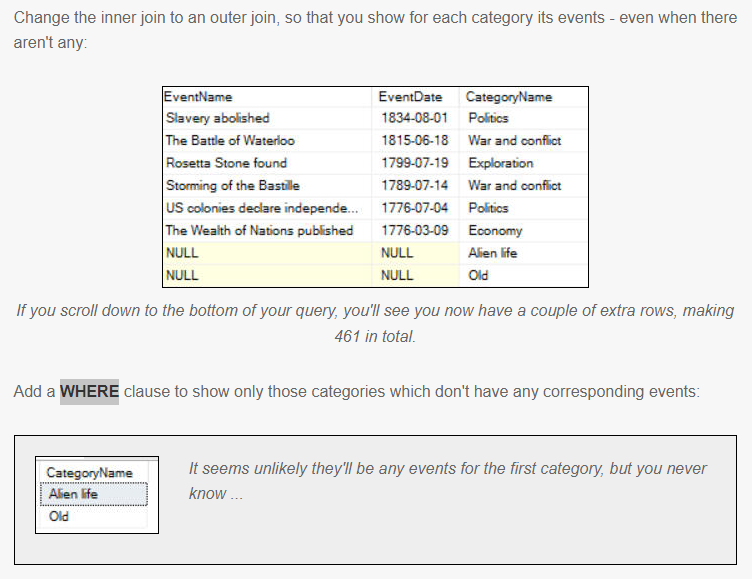 Change the inner join to an outer join, so that you show for each category its events - even when there
aren't any:
EventName EventDate CategoryName
Slavery abolished 1834-08-01 Politics
The Battle of Waterloo 1815-06-18 War and conflict
Rosetta Stone found 1799-07-19 Exploration
Storming of the Bastille 1789-07-14 War and conflict
US colonies declare independe... 1776-07-04 Politics
The Wealth of Nations published 1776-03-09 Economy
NULL NULL Alien life
NULL NULL Old
If you scroll down to the bottom of your query, you'll see you now have a couple of extra rows, making
461 in total.
Add a WHERE clause to show only those categories which don't have any corresponding events:
CategoryName
Alien life
Old
It seems unlikely they'll be any events for the first category, but you never
know ...